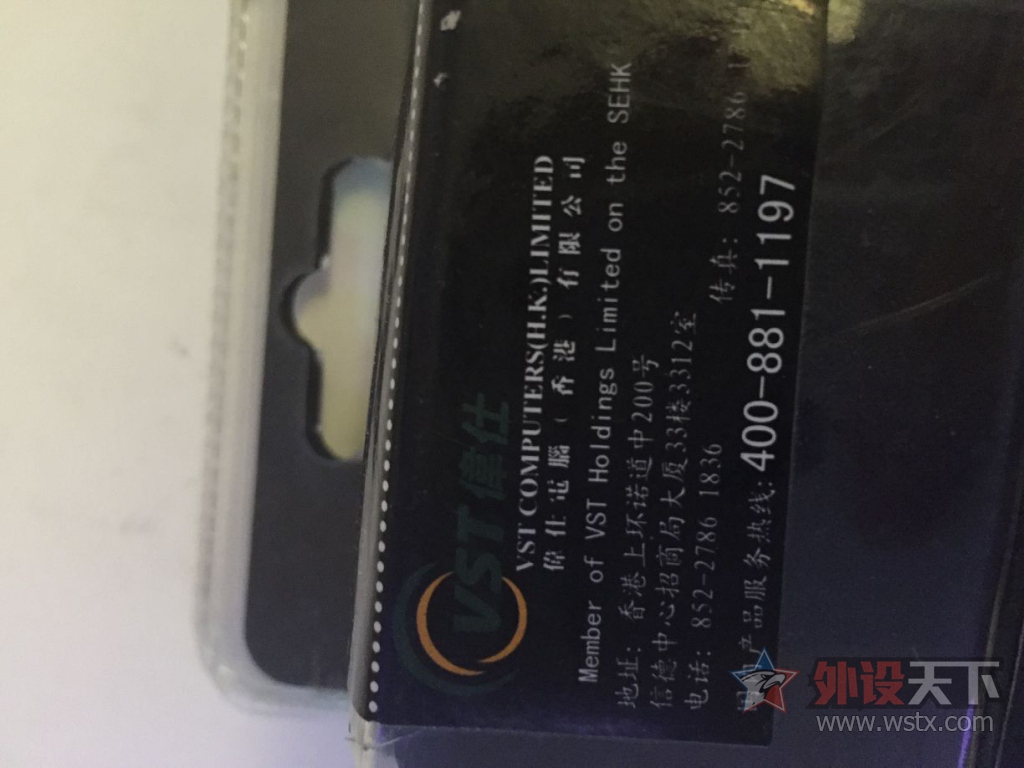 VST 偉仕
VST COMPUTERS(H.K.)LIMITED
偉仕電腦（香港）有限公司
Member of VST Holdings Limited on the SEHK
地址：香港上环诺道中200号
信德中心招商局大厦33楼3312室
电话：852-2786 1836 传真：852-2786
产品服务热线:400-881-1197
外设天下
www.wstx.com